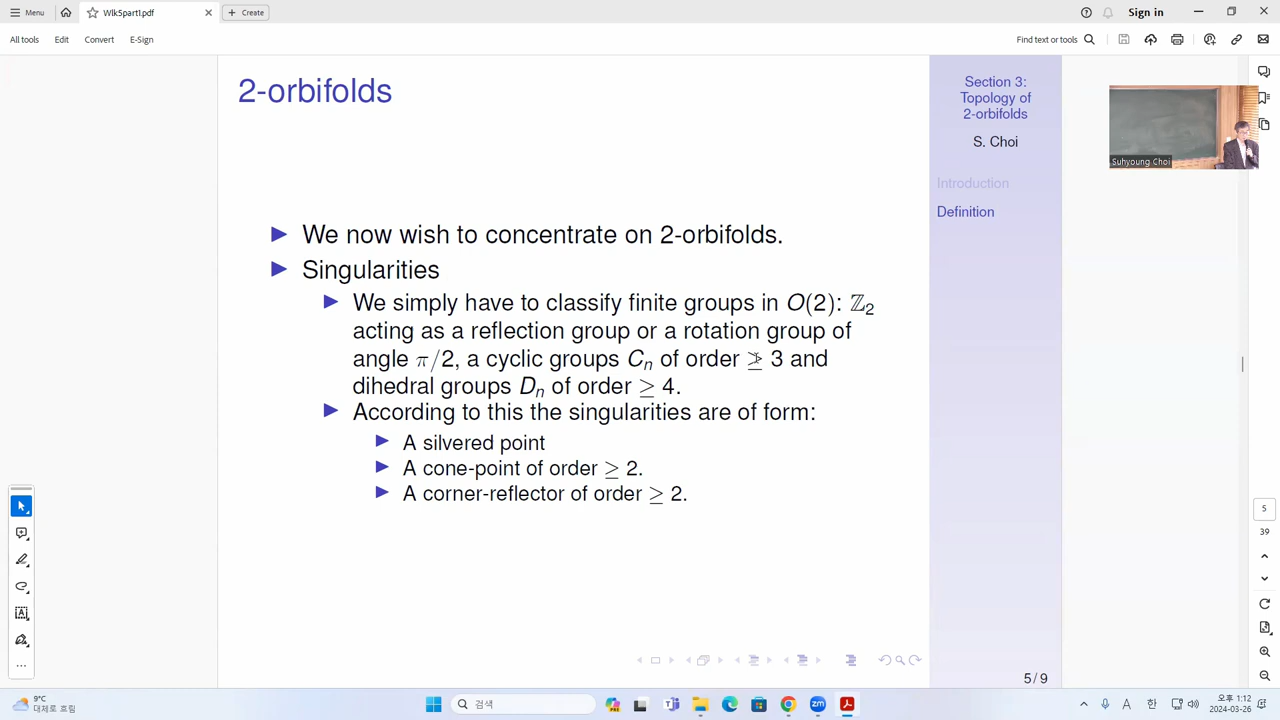 Menu
Wlk5partI.pdf
Create
Sign in
All tools
Edit
Convert
E-Sign
Find text or tools
2-orbifolds
Section 3:
Topology of
2-orbifolds
S. Choi
Introduction
Definition
Suhyoung Choi
▶ We now wish to concentrate on 2-orbifolds.
▶ Singularities
▶ We simply have to classify finite groups in O(2): ℤ₂
acting as a reflection group or a rotation group of
angle π/2, a cyclic groups Cₙ of order ≥ 3 and
dihedral groups Dₙ of order ≥ 4.
▶ According to this the singularities are of form:
▶ A silvered point
▶ A cone-point of order ≥ 2.
▶ A corner-reflector of order ≥ 2.
5
39
5/9
9°C
대체로 흐림
검색
A
한
오후 1:12
2024-03-26